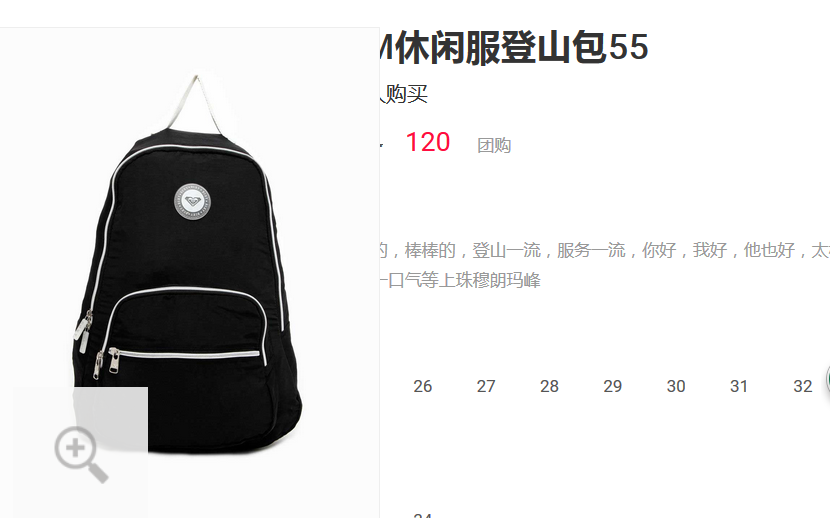 M休闲服登山包55
人购买
120 团购
的，棒棒的，登山一流，服务一流，你好，我好，他也好，太
一口气等上珠穆朗玛峰
26 27 28 29 30 31 32